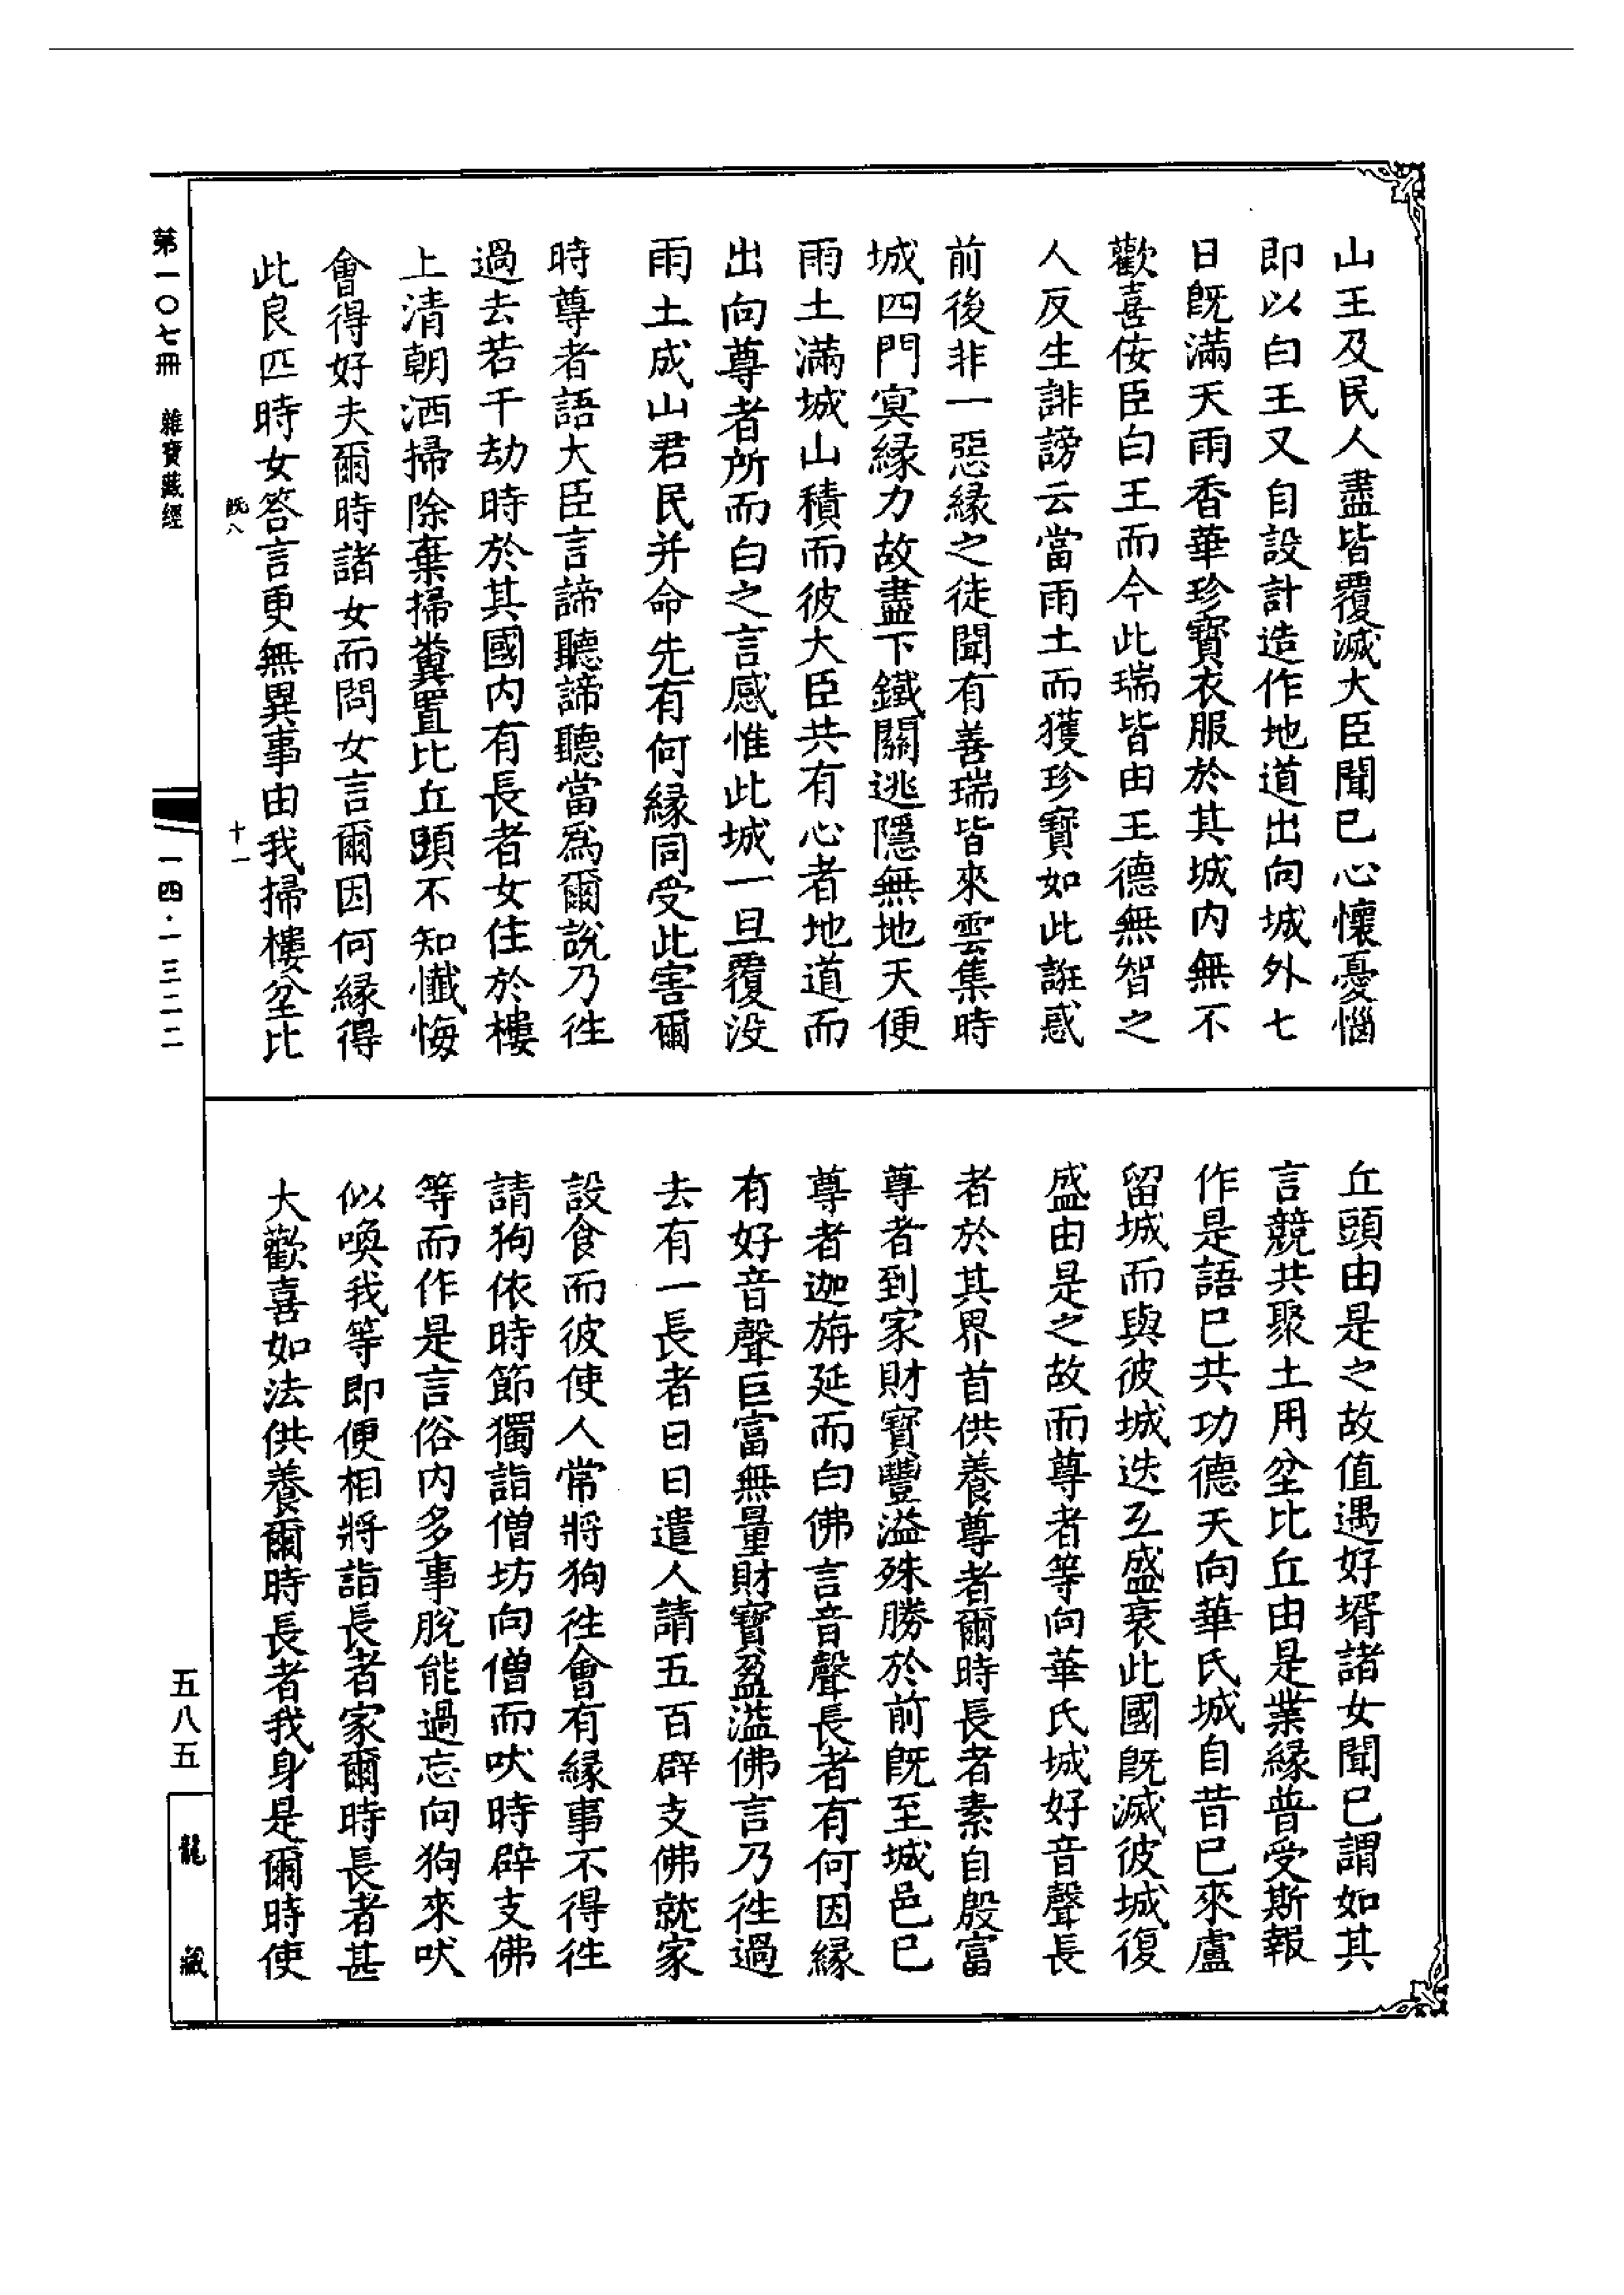 山王及民人盡皆覆滅大臣聞已心懷憂惱
即以白王又自設計造作地道出向城外七
日既滿天雨香華珍寶衣服於其城內無不
歡喜佞臣白王而今此瑞皆由王德無智之
人反生誹謗云當雨土而獲珍寶如此誑惑
前後非一惡緣之徒聞有善瑞皆來雲集時
城四門冥緣力故盡下鐵關逃隱無地天便
雨土滿城山積而彼大臣共有心者地道而
出向尊者所而白之言感惟此城一旦覆沒
雨土成山君民并命先有何緣同受此害爾
時尊者語大臣言諦聽諦聽當為爾說乃往
過去若干劫時於其國內有長者女住於樓
上清朝洒掃除棄掃糞置比丘頭不知懺悔
會得好夫爾時諸女而問女言爾因何緣得
此良匹時女答言更無異事由我掃樓坌比
丘頭由是之故值遇好壻諸女聞已謂如其
言競共聚土用坌比丘由是業緣普受斯報
作是語已共功德天向華氏城自昔已來盧
留城而與彼城迭互盛衰此國既滅彼城復
盛由是之故而尊者等向華氏城好音聲長
者於其界首供養尊者爾時長者素自殷富
尊者到家財寶豐溢殊勝於前既至城邑已
尊者迦旃延而白佛言音聲長者有何因緣
有好音聲巨富無量財寶盈溢佛言乃往過
去有一長者日日遣人請五百辟支佛就家
設食而彼使人常將狗往會有緣事不得往
請狗依時節獨詣僧坊向僧而吠時辟支佛
等而作是言俗內多事脫能過忘向狗來吠
似喚我等即便相將詣長者家爾時長者甚
大歡喜如法供養爾時長者我身是爾時使
第一〇七冊 雜寶藏經
既八 十一
一四·一三二二
五八五
龍藏